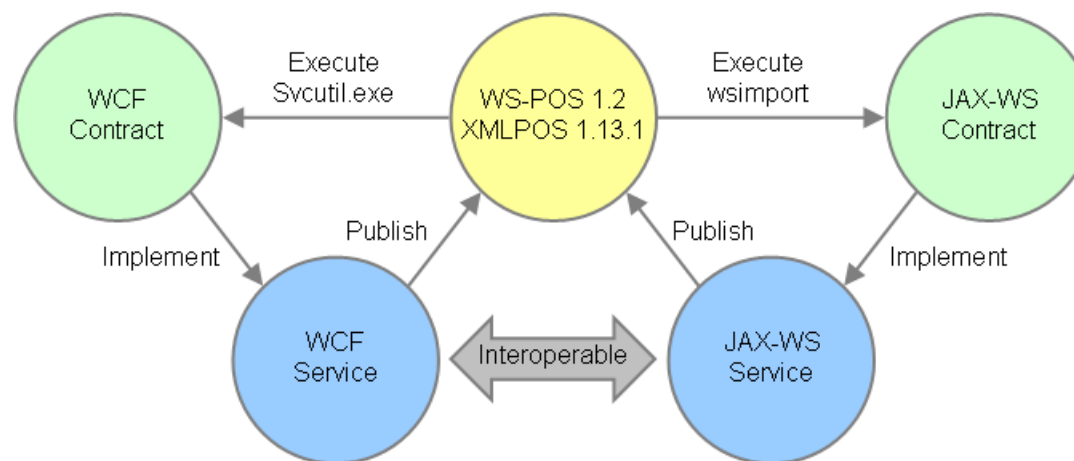 Execute
Svcutil.exe
WCF
Contract
WS-POS 1.2
XMLPOS 1.13.1
Execute
wsimport
JAX-WS
Contract
Implement
Publish
Publish
Implement
WCF
Service
Interoperable
JAX-WS
Service